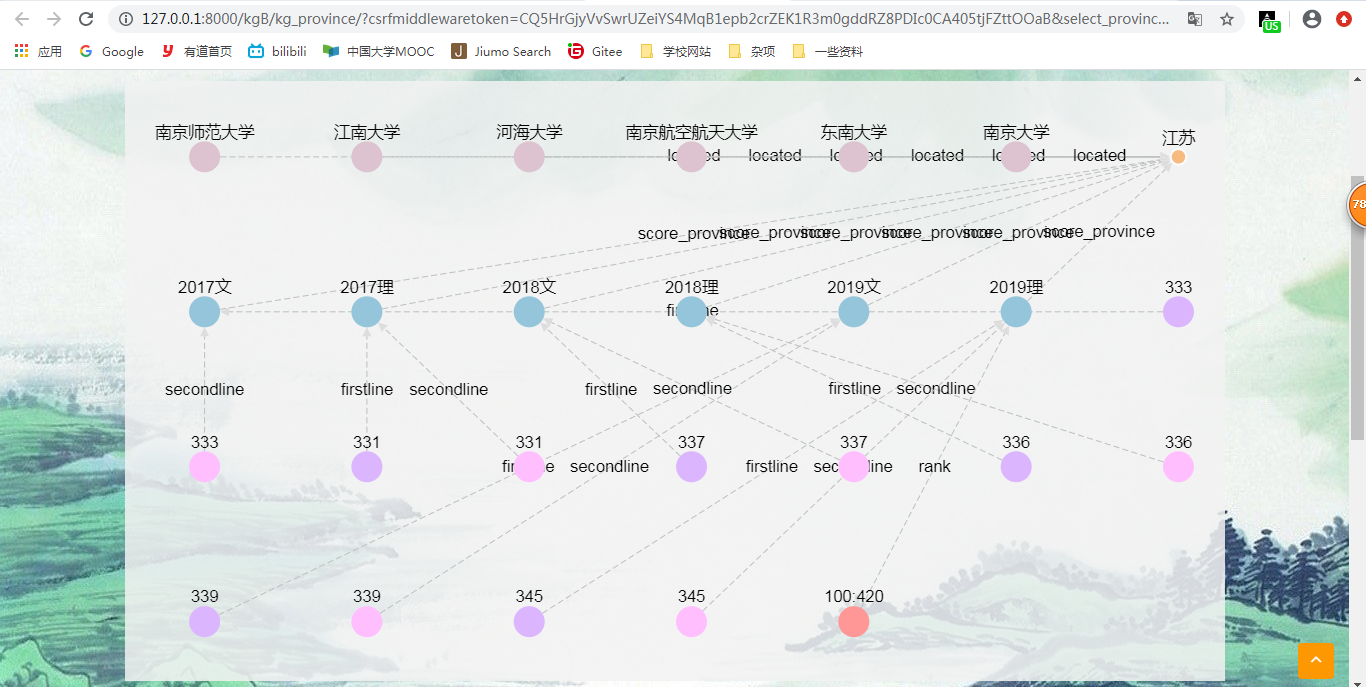 127.0.0.1:8000/kgB/kg_province/?csrfmiddlewaretoken=CQ5HrGjyVvSwrUZeiYS4MqB1epb2crZEK1R3m0gddRZ8PDIc0CA405tjFZttOOaB&select_provinc...
US
应用 Google 有道首页 bilibili 中国大学MOOC Jiumo Search Gitee 学校网站 杂项 一些资料
南京师范大学 江南大学 河海大学 南京航空航天大学 东南大学 南京大学 江苏
located located located located located located
78
score_province score_province score_province score_province score_province score_province
2017文 2017理 2018文 2018理 2019文 2019理 333
firstline
secondline firstline secondline firstline secondline firstline secondline
333 331 331 337 337 336 336
firstline secondline firstline secondline rank
339 339 345 345 100:420